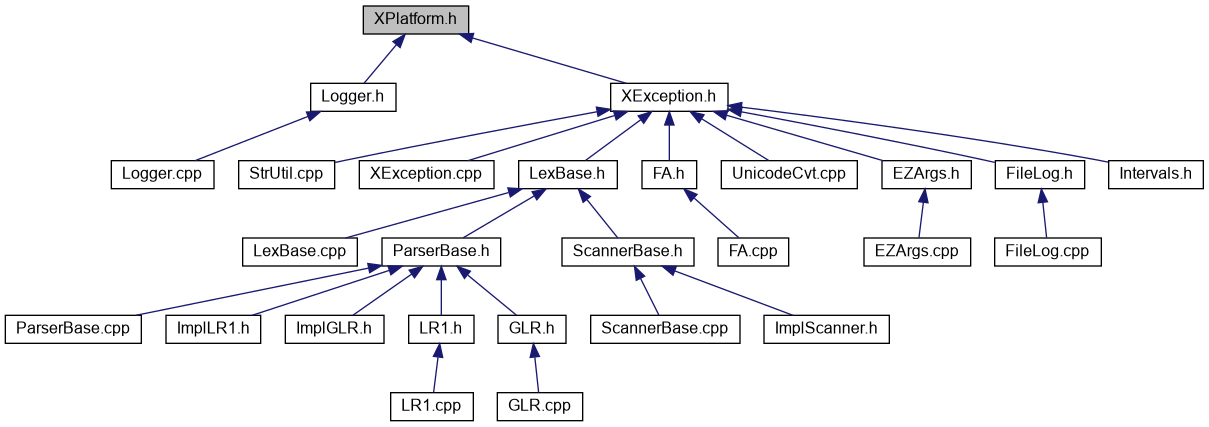 XPlatform.h
Logger.h
XException.h
Logger.cpp
StrUtil.cpp
XException.cpp
LexBase.h
FA.h
UnicodeCvt.cpp
EZArgs.h
FileLog.h
Intervals.h
LexBase.cpp
ParserBase.h
ScannerBase.h
FA.cpp
EZArgs.cpp
FileLog.cpp
ParserBase.cpp
ImplLR1.h
ImplGLR.h
LR1.h
GLR.h
ScannerBase.cpp
ImplScanner.h
LR1.cpp
GLR.cpp